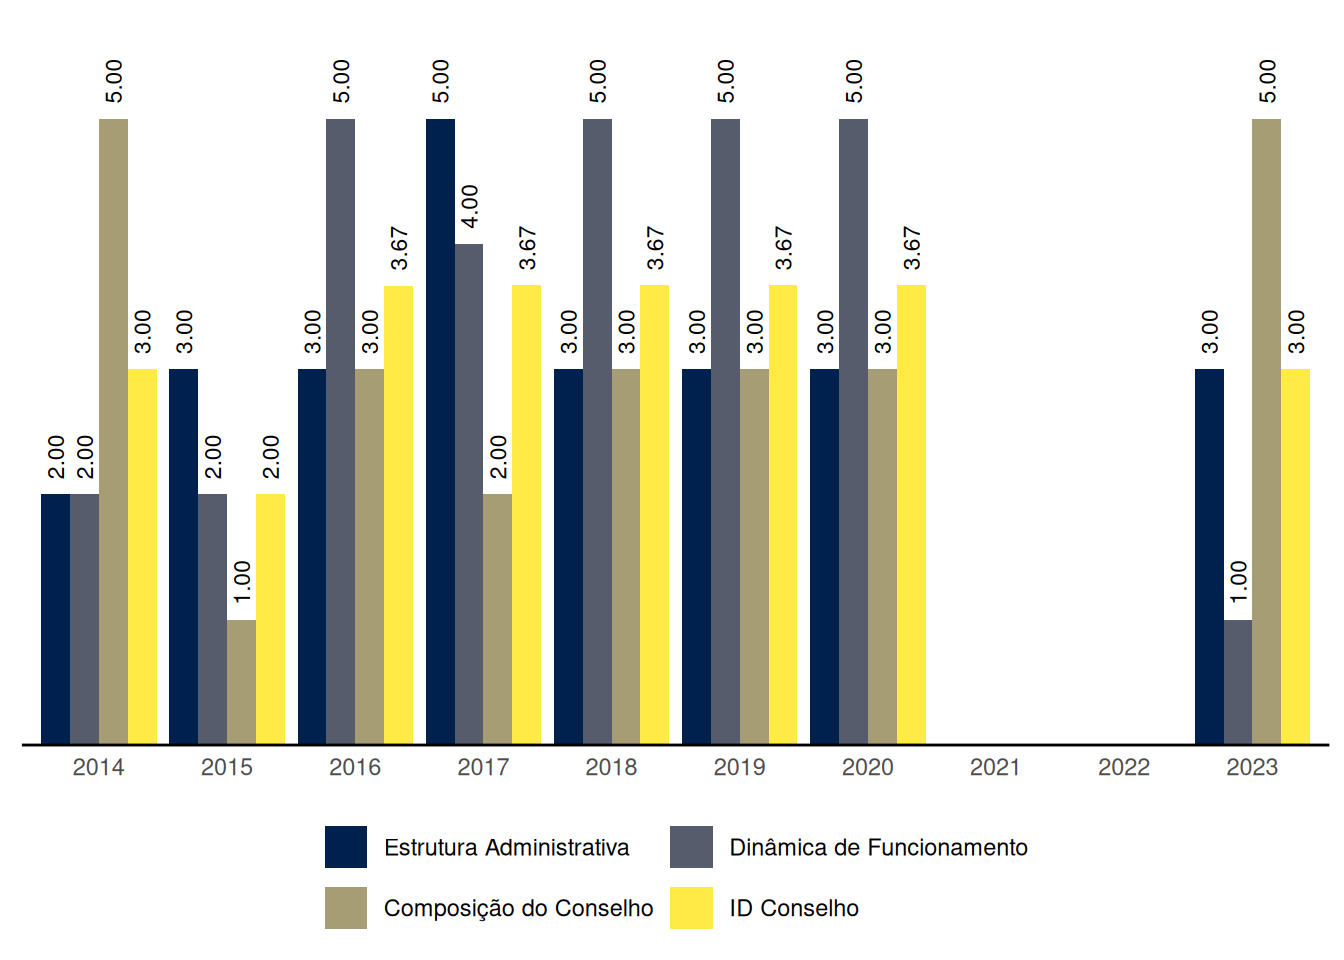 2.00 2.00 5.00 3.00 3.00 2.00 1.00 2.00 3.00 5.00 3.00 3.67 5.00 4.00 2.00 3.67 3.00 5.00 3.00 3.67 3.00 5.00 3.00 3.67 3.00 5.00 3.00 3.67 3.00 1.00 5.00 3.00
2014 2015 2016 2017 2018 2019 2020 2021 2022 2023
Estrutura Administrativa Dinâmica de Funcionamento
Composição do Conselho ID Conselho